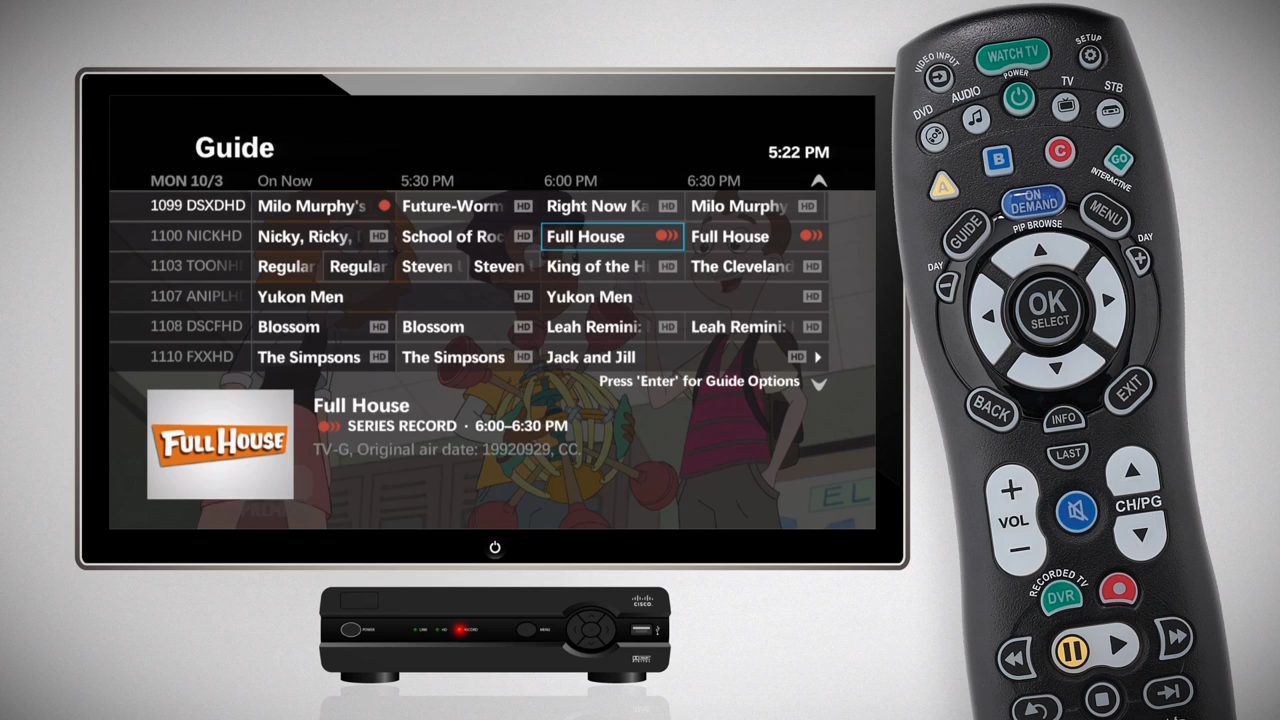 Guide
5:22 PM
MON 10/3 On Now 5:30 PM 6:00 PM 6:30 PM
1099 DSXDHD Milo Murphy's Future-Worm HD Right Now Ka HD Milo Murphy HD
1100 NICKHD Nicky, Ricky, HD School of Roc HD Full House Full House
1103 TOONH Regular Regular Steven Steven King of the H HD The Cleveland HD
1107 ANIPLH Yukon Men HD Yukon Men HD
1108 DSCFHD Blossom HD Blossom HD Leah Remini: HD Leah Remini: HD
1110 FXXHD The Simpsons HD The Simpsons HD Jack and Jill HD
Press 'Enter' for Guide Options
FULL HOUSE
Full House
SERIES RECORD · 6:00–6:30 PM
TV-G, Original air date: 19920929, CC.
EL
CISCO
POWER LINK HD RECORD MENU
VIDEO INPUT
WATCH TV
SETUP
POWER
DVD
AUDIO
TV
STB
A
B
C
GO
INTERACTIVE
ON DEMAND
GUIDE
MENU
PIP BROWSE
DAY
DAY
+
−
OK
SELECT
BACK
INFO
EXIT
LAST
+
VOL
−
CH/PG
RECORDED TV
DVR